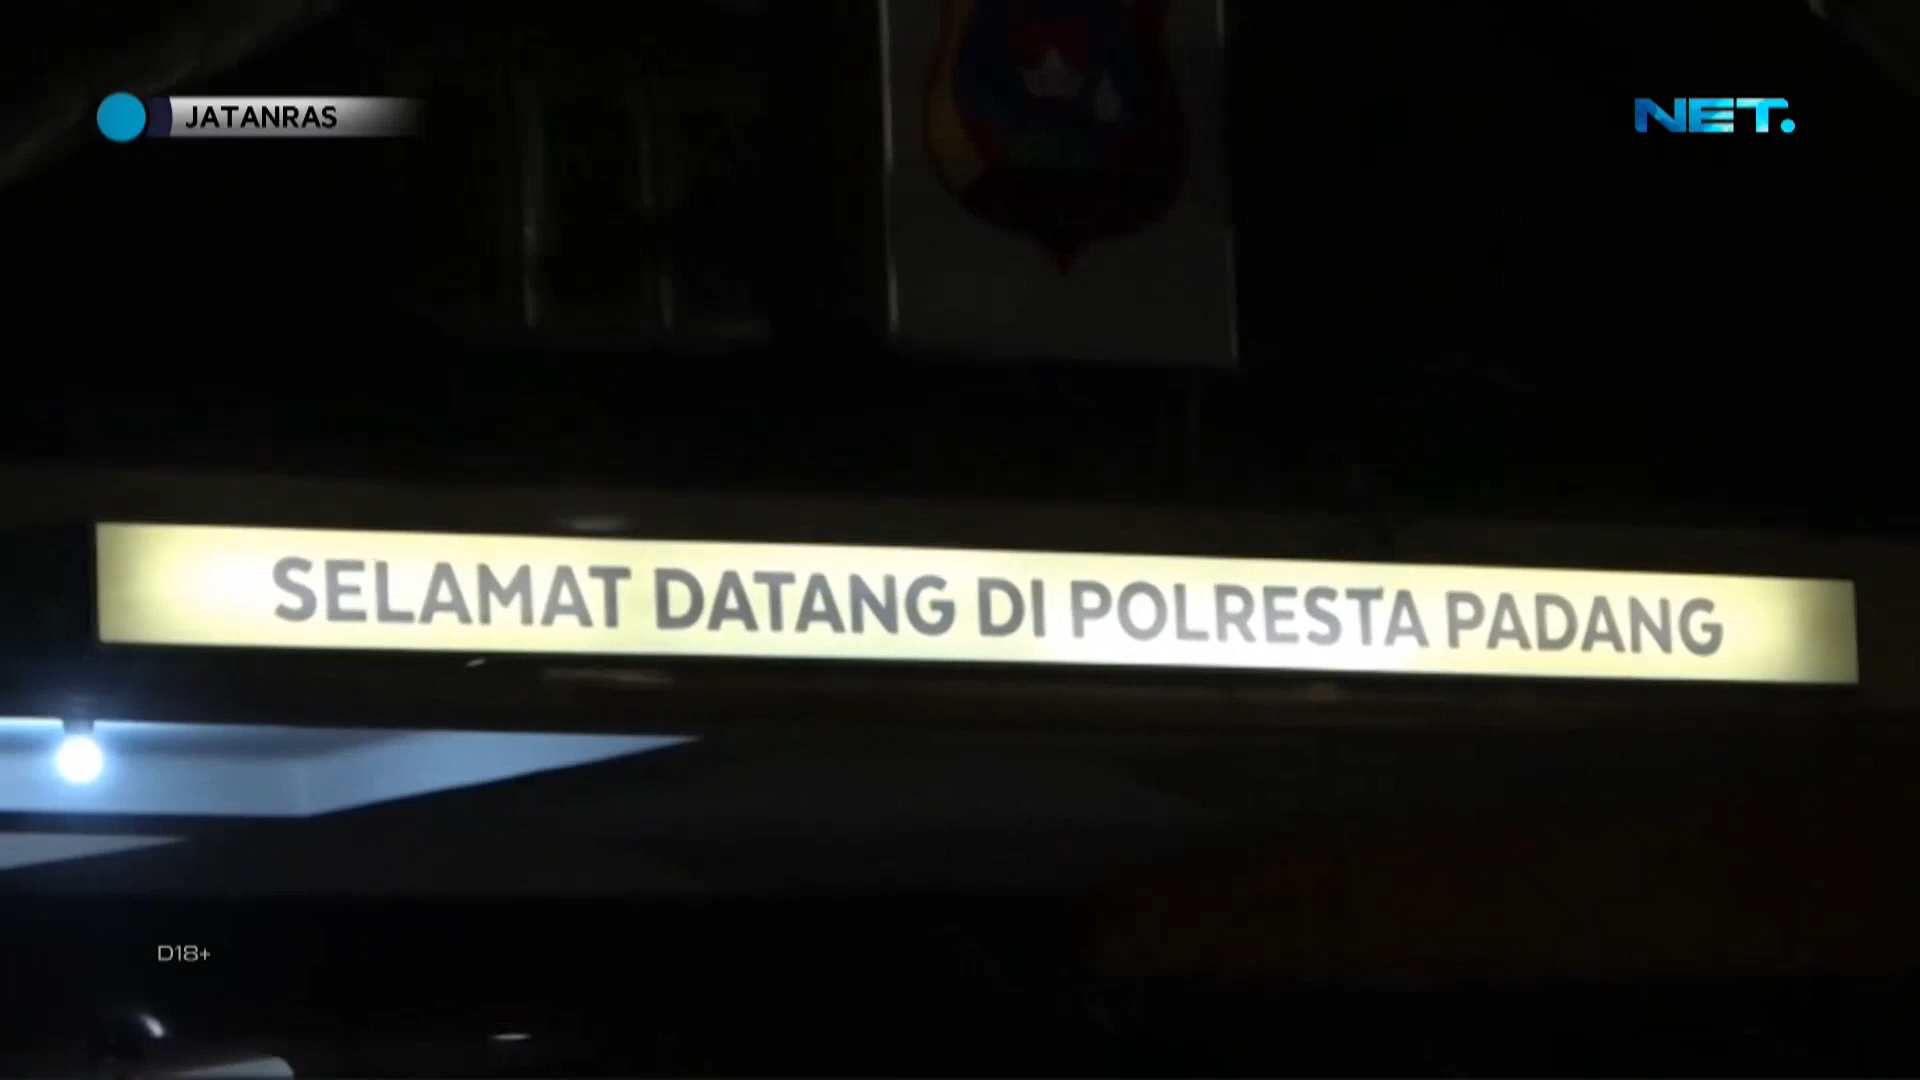 JATANRAS
NET.
SELAMAT DATANG DI POLRESTA PADANG
D18+